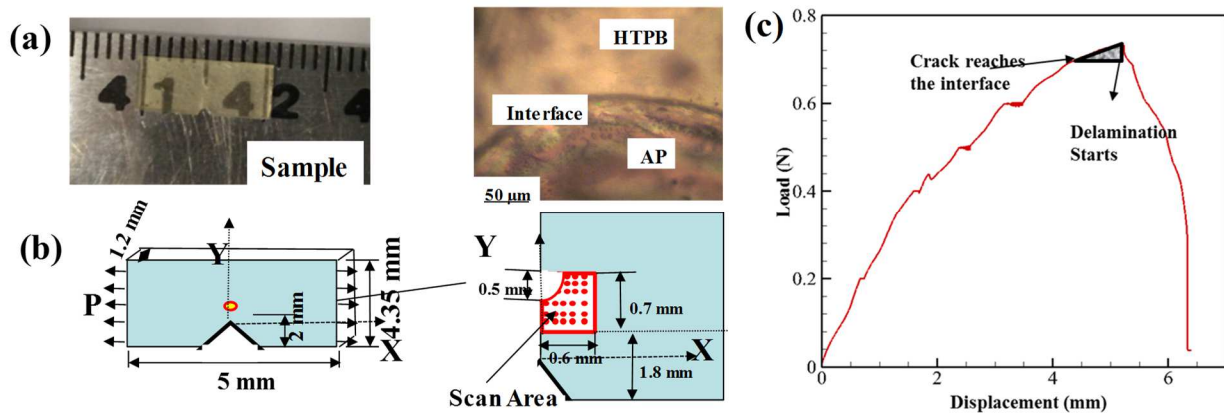 (a)
4 1 4 2 4
Sample
HTPB
Interface
AP
50 µm
(b)
1.2 mm
Y
P
2 mm
4.35 mm
X
5 mm
Y
0.5 mm
0.7 mm
0.6 mm
X
1.8 mm
Scan Area
(c)
0.8
0.6
0.4
0.2
0
Load (N)
Crack reaches
the interface
Delamination
Starts
0 2 4 6
Displacement (mm)